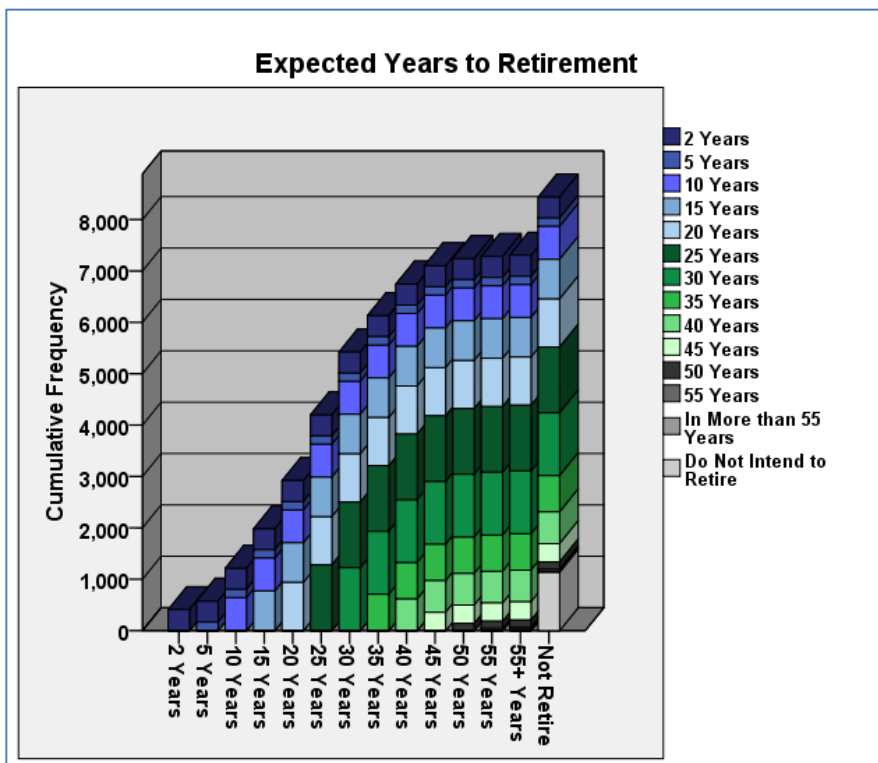 Expected Years to Retirement
Cumulative Frequency
8,000
7,000
6,000
5,000
4,000
3,000
2,000
1,000
0
2 Years
5 Years
10 Years
15 Years
20 Years
25 Years
30 Years
35 Years
40 Years
45 Years
50 Years
55 Years
55+ Years
Not Retire
2 Years
5 Years
10 Years
15 Years
20 Years
25 Years
30 Years
35 Years
40 Years
45 Years
50 Years
55 Years
In More than 55
Years
Do Not Intend to
Retire